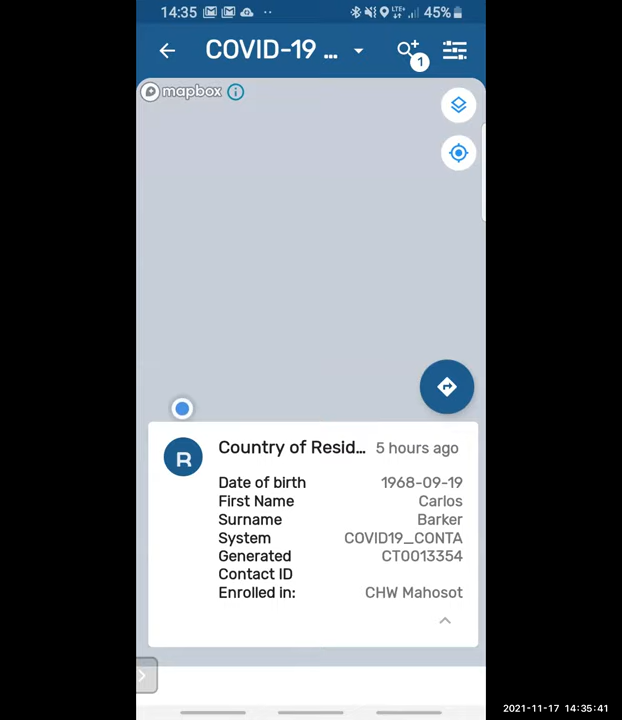 14:35
LTE+
45%
COVID-19 ...
1
mapbox
R
Country of Resid... 5 hours ago
Date of birth 1968-09-19
First Name Carlos
Surname Barker
System COVID19_CONTA
Generated CT0013354
Contact ID
Enrolled in: CHW Mahosot
2021-11-17 14:35:41